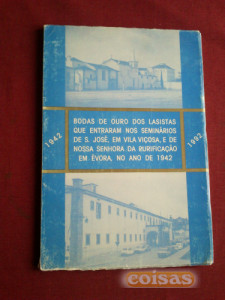 BODAS DE OURO DOS LASISTAS
QUE ENTRARAM NOS SEMINÁRIOS
DE S. JOSÉ, EM VILA VIÇOSA, E DE
NOSSA SENHORA DA PURIFICAÇÃO
EM ÉVORA, NO ANO DE 1942
1942
1992
coisas